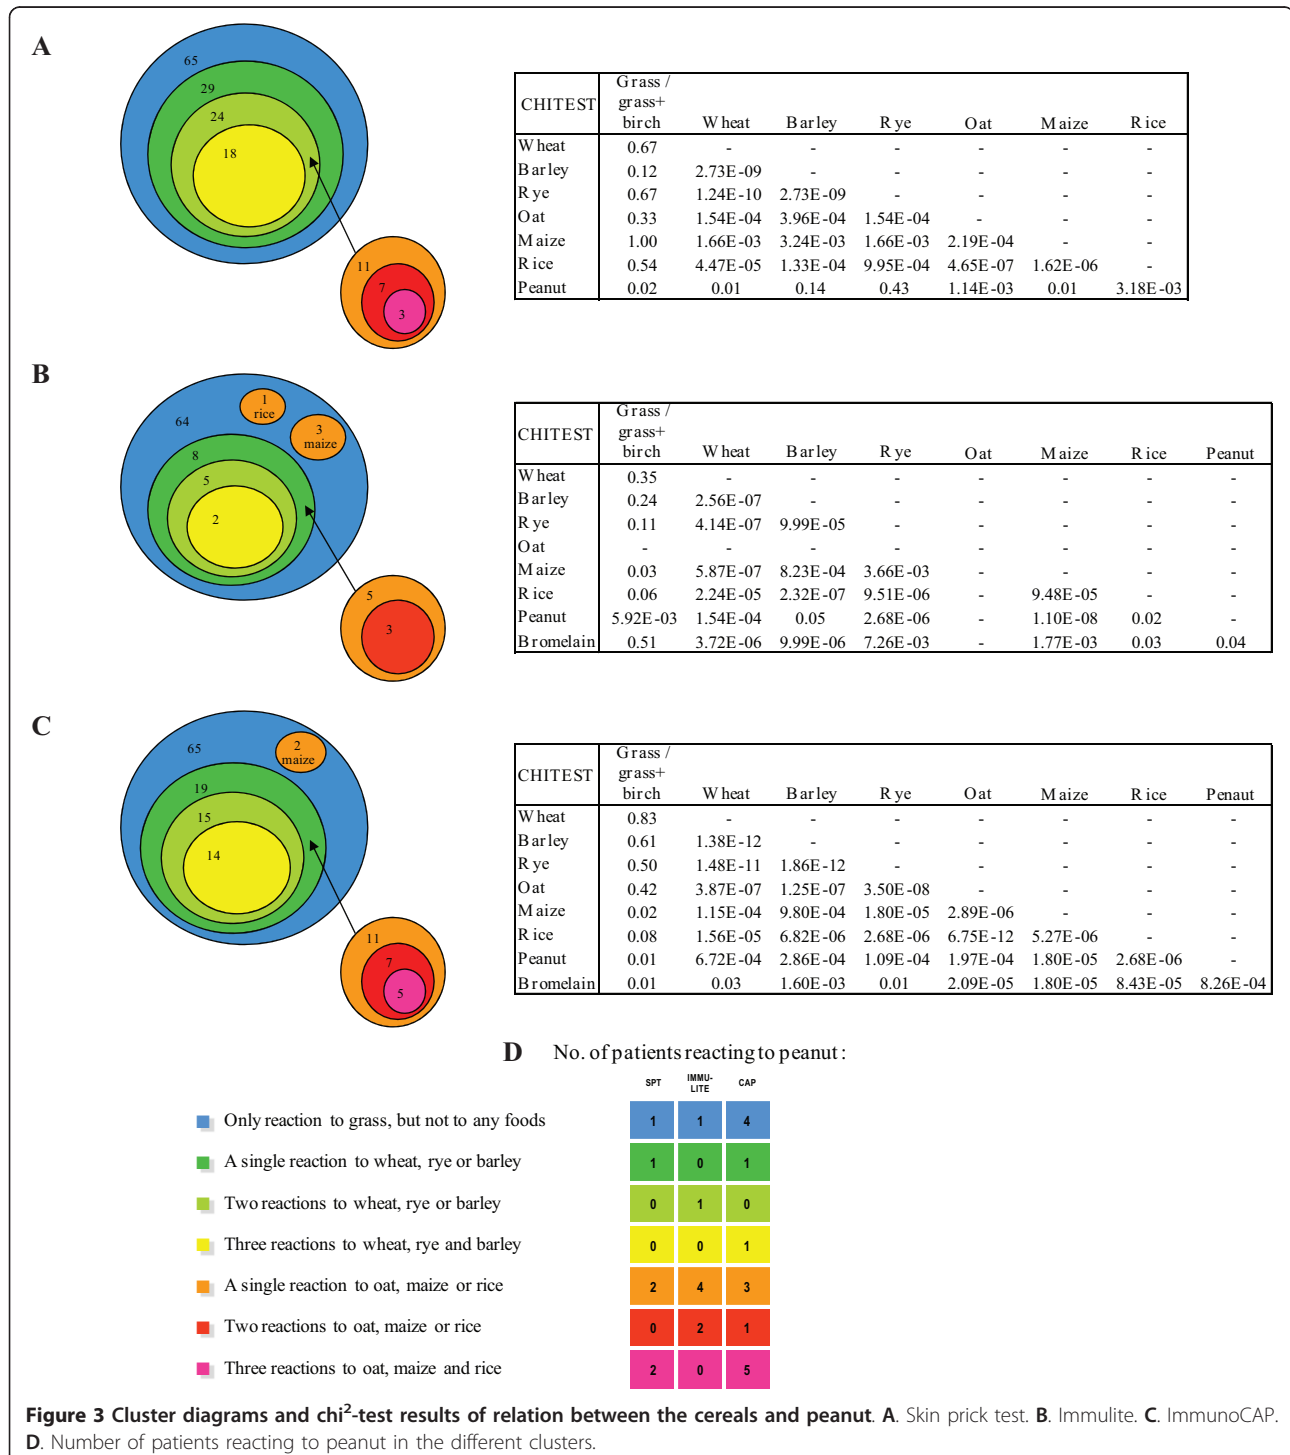 A
65
29
24
18
11
7
3
CHITEST Grass / grass+ birch Wheat Barley Rye Oat Maize Rice
Wheat 0.67 - - - - - -
Barley 0.12 2.73E-09 - - - - -
Rye 0.67 1.24E-10 2.73E-09 - - - -
Oat 0.33 1.54E-04 3.96E-04 1.54E-04 - - -
Maize 1.00 1.66E-03 3.24E-03 1.66E-03 2.19E-04 - -
Rice 0.54 4.47E-05 1.33E-04 9.95E-04 4.65E-07 1.62E-06 -
Peanut 0.02 0.01 0.14 0.43 1.14E-03 0.01 3.18E-03
B
1
rice
3
maize
64
8
5
2
5
3
CHITEST Grass / grass+ birch Wheat Barley Rye Oat Maize Rice Peanut
Wheat 0.35 - - - - - - -
Barley 0.24 2.56E-07 - - - - - -
Rye 0.11 4.14E-07 9.99E-05 - - - - -
Oat - - - - - - - -
Maize 0.03 5.87E-07 8.23E-04 3.66E-03 - - - -
Rice 0.06 2.24E-05 2.32E-07 9.51E-06 - 9.48E-05 - -
Peanut 5.92E-03 1.54E-04 0.05 2.68E-06 - 1.10E-08 0.02 -
Bromelain 0.51 3.72E-06 9.99E-06 7.26E-03 - 1.77E-03 0.03 0.04
C
2
maize
65
19
15
14
11
7
5
CHITEST Grass / grass+ birch Wheat Barley Rye Oat Maize Rice Penaut
Wheat 0.83 - - - - - - -
Barley 0.61 1.38E-12 - - - - - -
Rye 0.50 1.48E-11 1.86E-12 - - - - -
Oat 0.42 3.87E-07 1.25E-07 3.50E-08 - - - -
Maize 0.02 1.15E-04 9.80E-04 1.80E-05 2.89E-06 - - -
Rice 0.08 1.56E-05 6.82E-06 2.68E-06 6.75E-12 5.27E-06 - -
Peanut 0.01 6.72E-04 2.86E-04 1.09E-04 1.97E-04 1.80E-05 2.68E-06 -
Bromelain 0.01 0.03 1.60E-03 0.01 2.09E-05 1.80E-05 8.43E-05 8.26E-04
D No. of patients reacting to peanut :
SPT IMMU-LITE CAP
Only reaction to grass, but not to any foods 1 1 4
A single reaction to wheat, rye or barley 1 0 1
Two reactions to wheat, rye or barley 0 1 0
Three reactions to wheat, rye and barley 0 0 1
A single reaction to oat, maize or rice 2 4 3
Two reactions to oat, maize or rice 0 2 1
Three reactions to oat, maize and rice 2 0 5
Figure 3 Cluster diagrams and chi²-test results of relation between the cereals and peanut. A. Skin prick test. B. Immulite. C. ImmunoCAP.
D. Number of patients reacting to peanut in the different clusters.